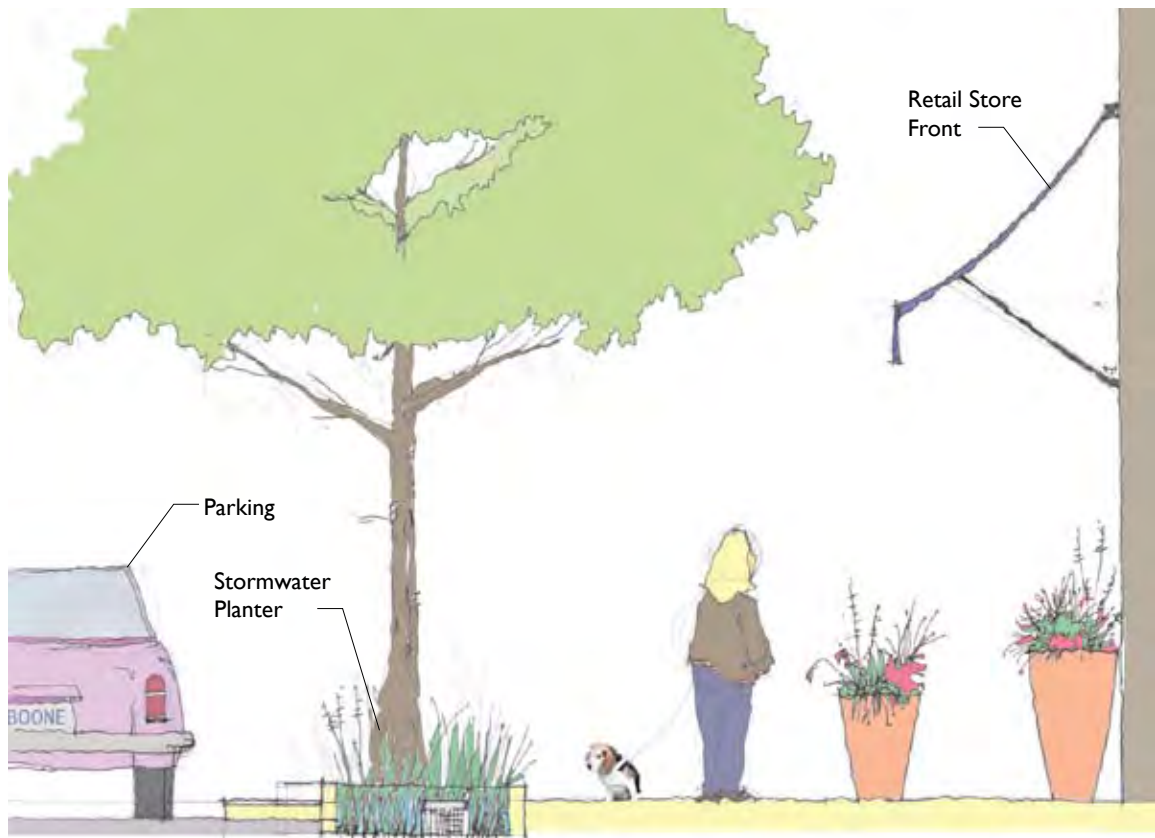 Retail Store
Front
Parking
Stormwater
Planter
BOONE